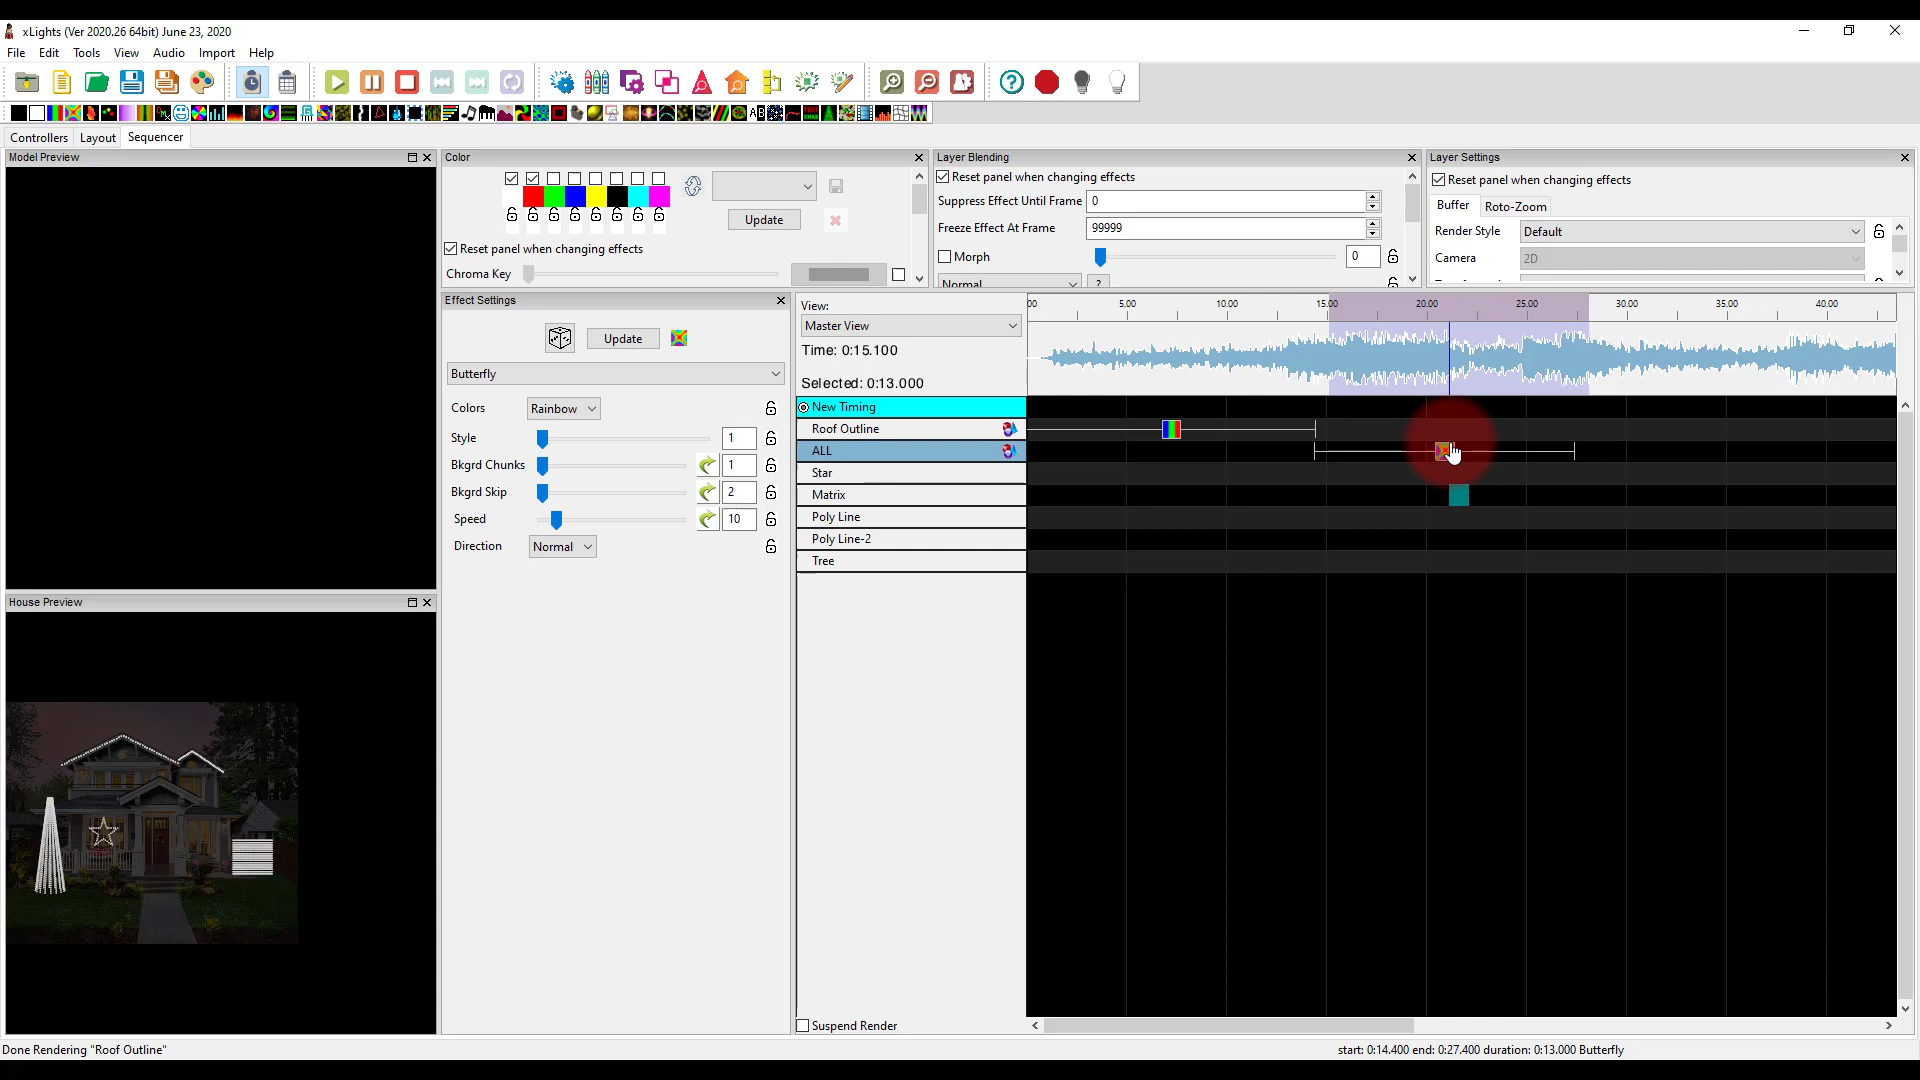 xLights (Ver 2020.26 64bit) June 23, 2020
File Edit Tools View Audio Import Help
Controllers Layout Sequencer
Model Preview
Color
Layer Blending
Layer Settings
Reset panel when changing effects
Reset panel when changing effects
Suppress Effect Until Frame 0
Buffer Roto-Zoom
Update
Freeze Effect At Frame 99999
Render Style Default
Reset panel when changing effects
Morph 0
Camera 2D
Chroma Key
Normal ?
Effect Settings
Update
Butterfly
Colors Rainbow
Style 1
Bkgrd Chunks 1
Bkgrd Skip 2
Speed 10
Direction Normal
View:
Master View
Time: 0:15.100
Selected: 0:13.000
00 5.00 10.00 15.00 20.00 25.00 30.00 35.00 40.00
New Timing
Roof Outline
ALL
Star
Matrix
Poly Line
Poly Line-2
Tree
House Preview
Suspend Render
Done Rendering "Roof Outline"
start: 0:14.400 end: 0:27.400 duration: 0:13.000 Butterfly